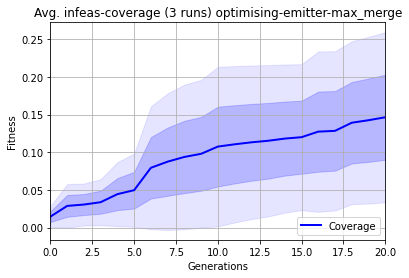 Avg. infeas-coverage (3 runs) optimising-emitter-max_merge
0.25
0.20
0.15
0.10
0.05
0.00
Fitness
Coverage
0.0 2.5 5.0 7.5 10.0 12.5 15.0 17.5 20.0
Generations